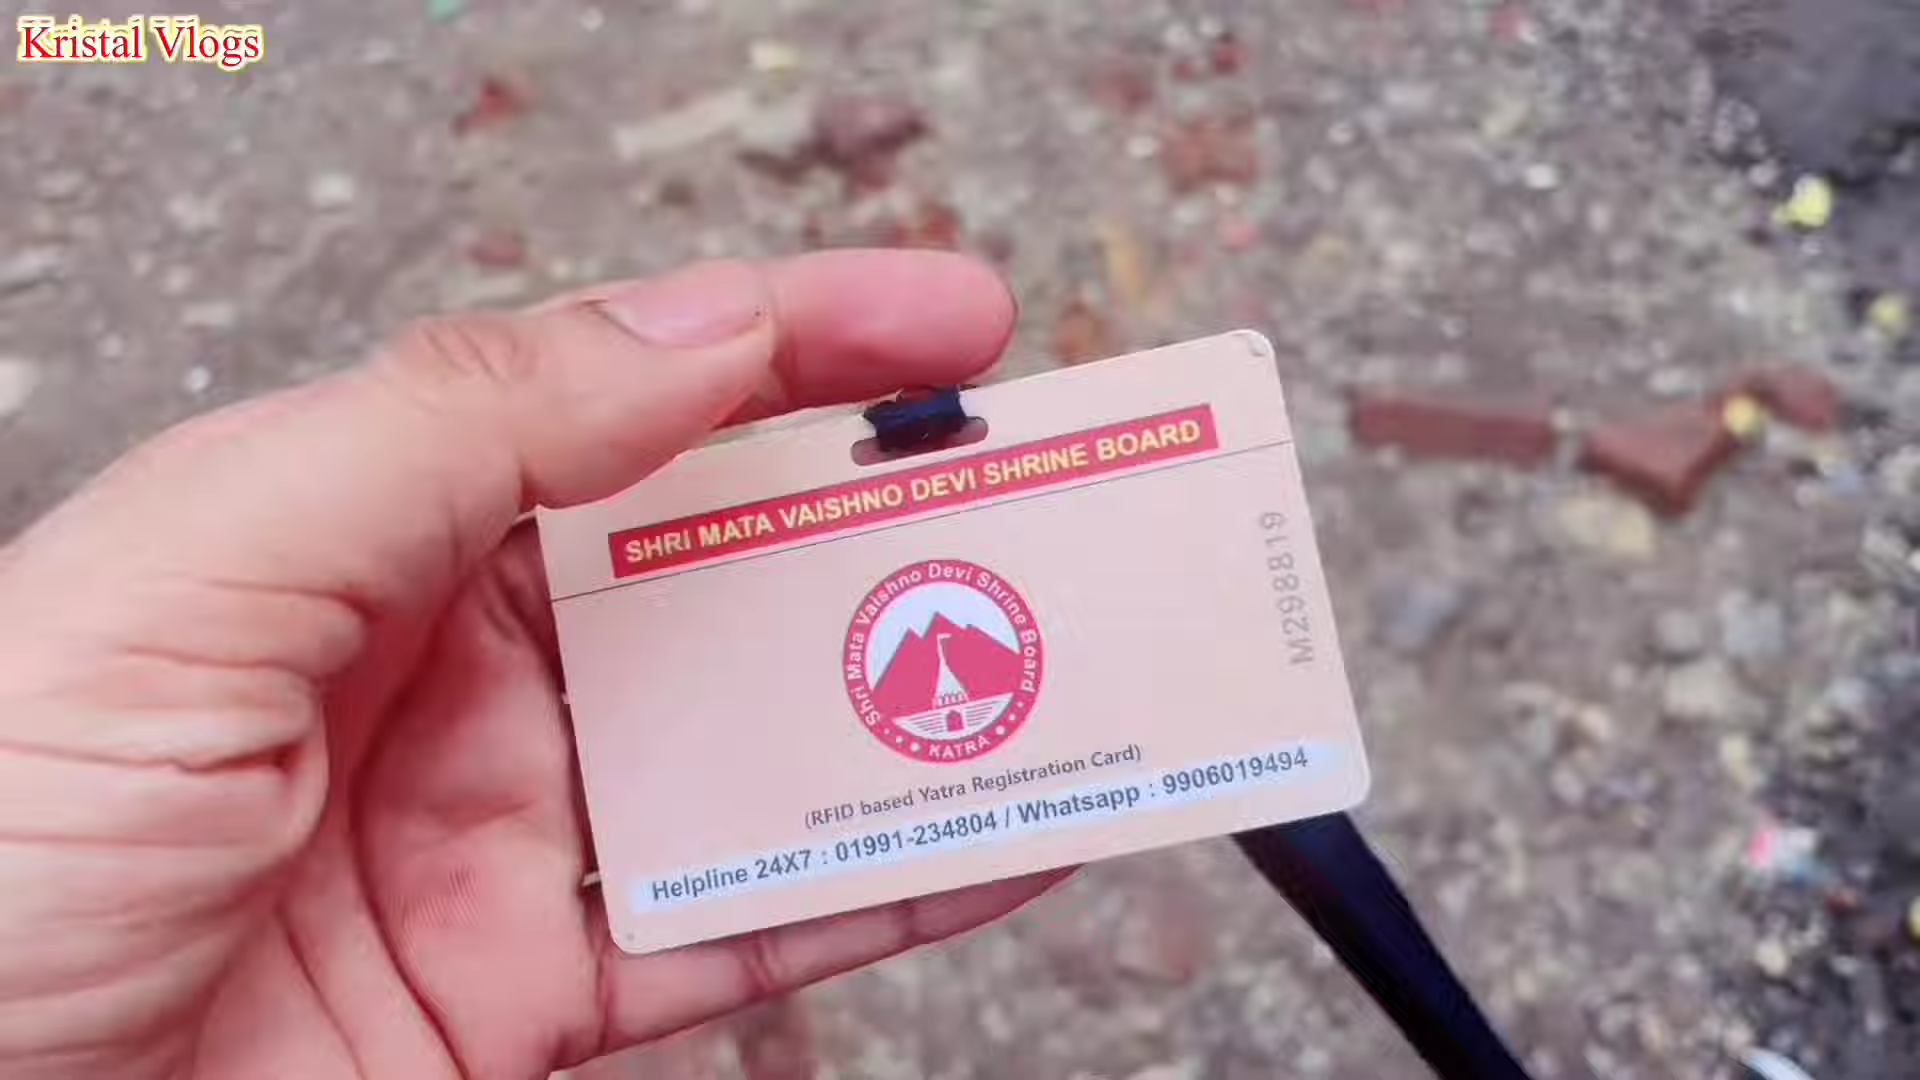 Kristal Vlogs
SHRI MATA VAISHNO DEVI SHRINE BOARD
M298819
Shri Mata Vaishno Devi Shrine Board
KATRA
(RFID based Yatra Registration Card)
Helpline 24X7 : 01991-234804 / Whatsapp : 9906019494